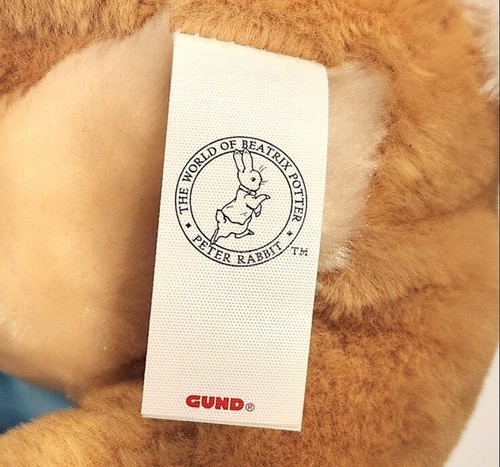 THE WORLD OF BEATRIX POTTER
PETER RABBIT
TM
GUND®